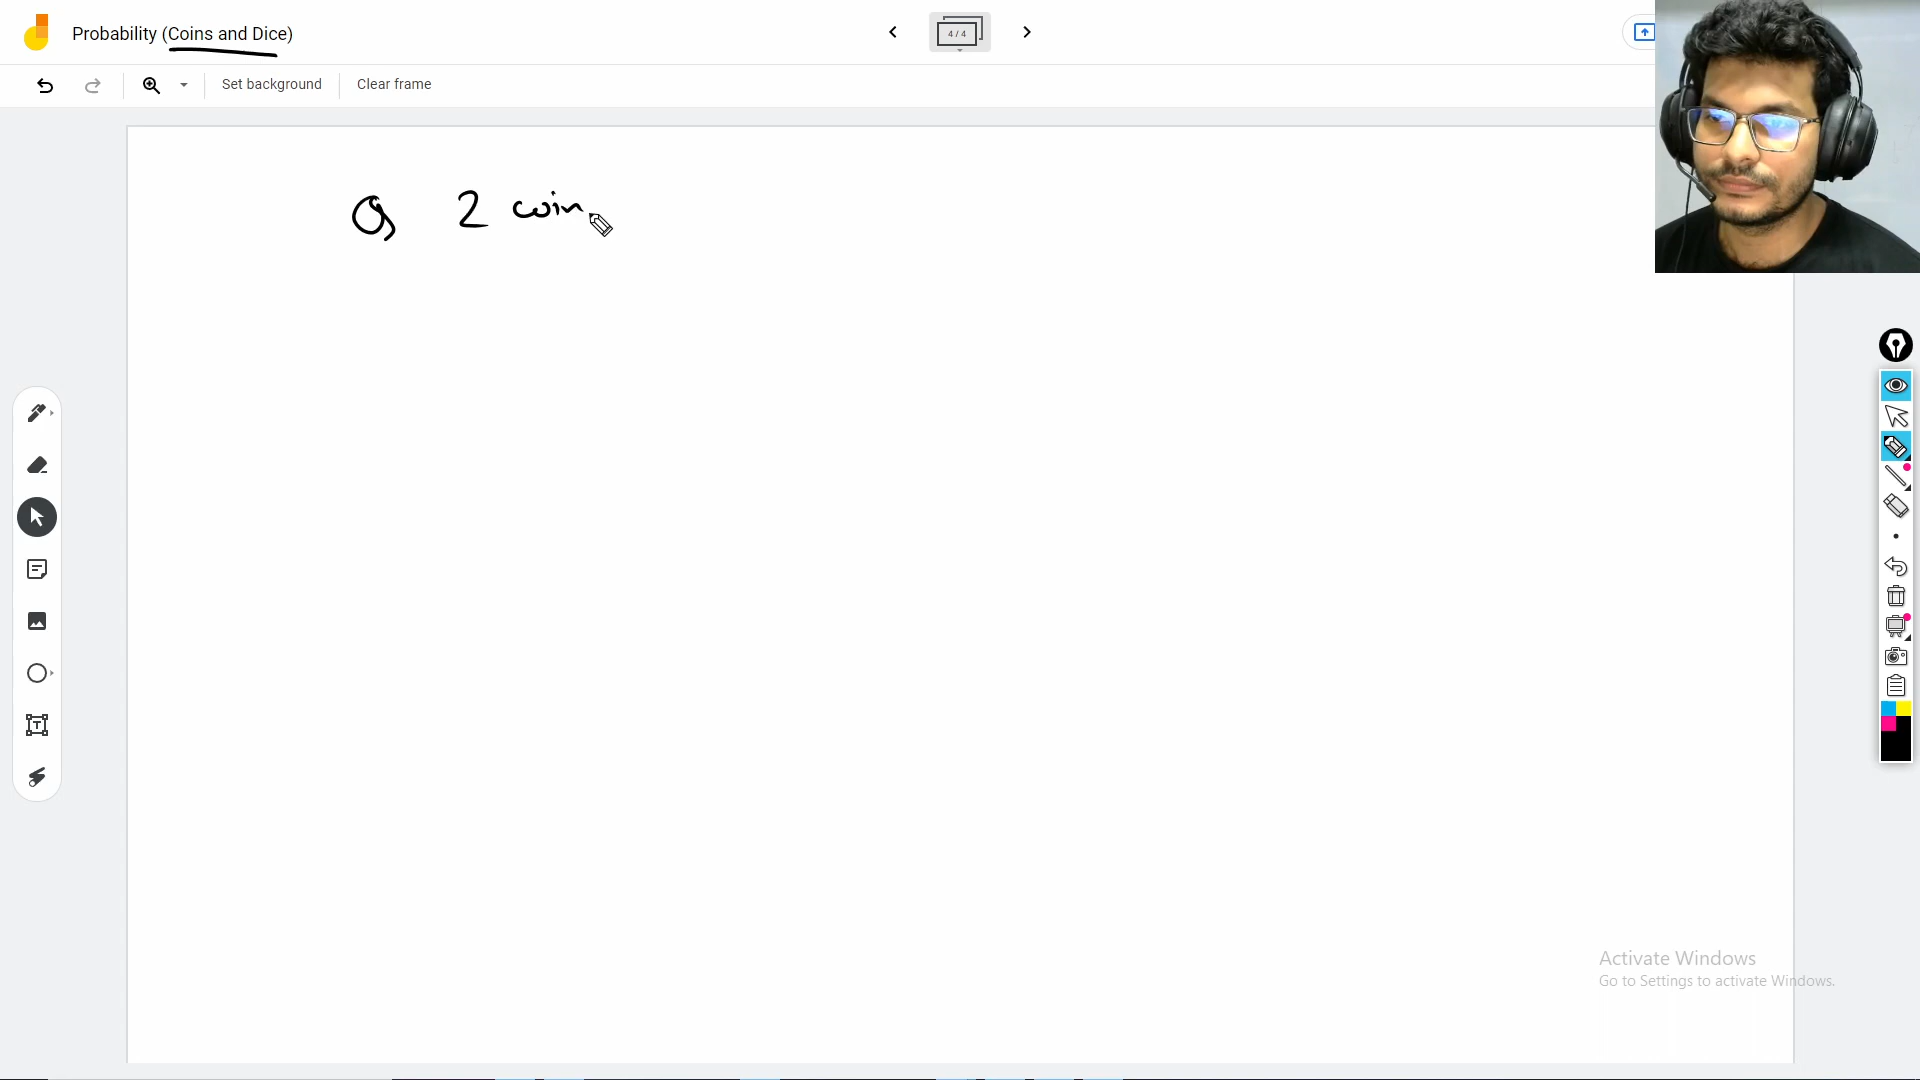 Probability (Coins and Dice)
4 / 4
Set background
Clear frame
Q 2 coin
Activate Windows
Go to Settings to activate Windows.